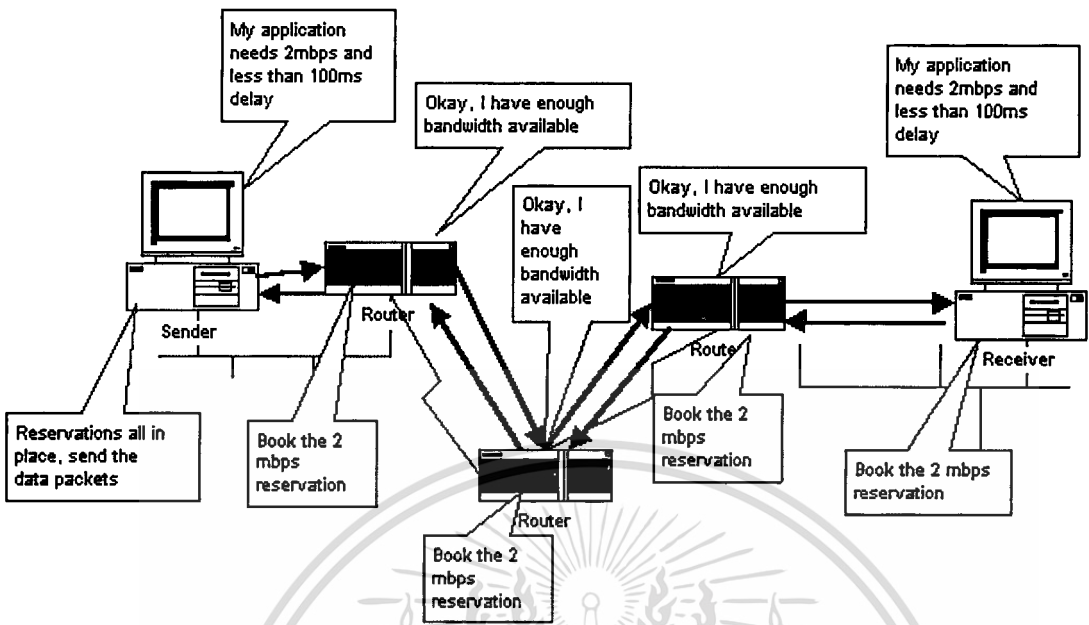 My application
needs 2mbps and
less than 100ms
delay
Okay, I have enough
bandwidth available
My application
needs 2mbps and
less than 100ms
delay
Okay, I
have
enough
bandwidth
available
Okay, I have enough
bandwidth available
Sender
Router
Route
Receiver
Reservations all in
place, send the
data packets
Book the 2
mbps
reservation
Book the 2
mbps
reservation
Book the 2 mbps
reservation
Router
Book the 2
mbps
reservation